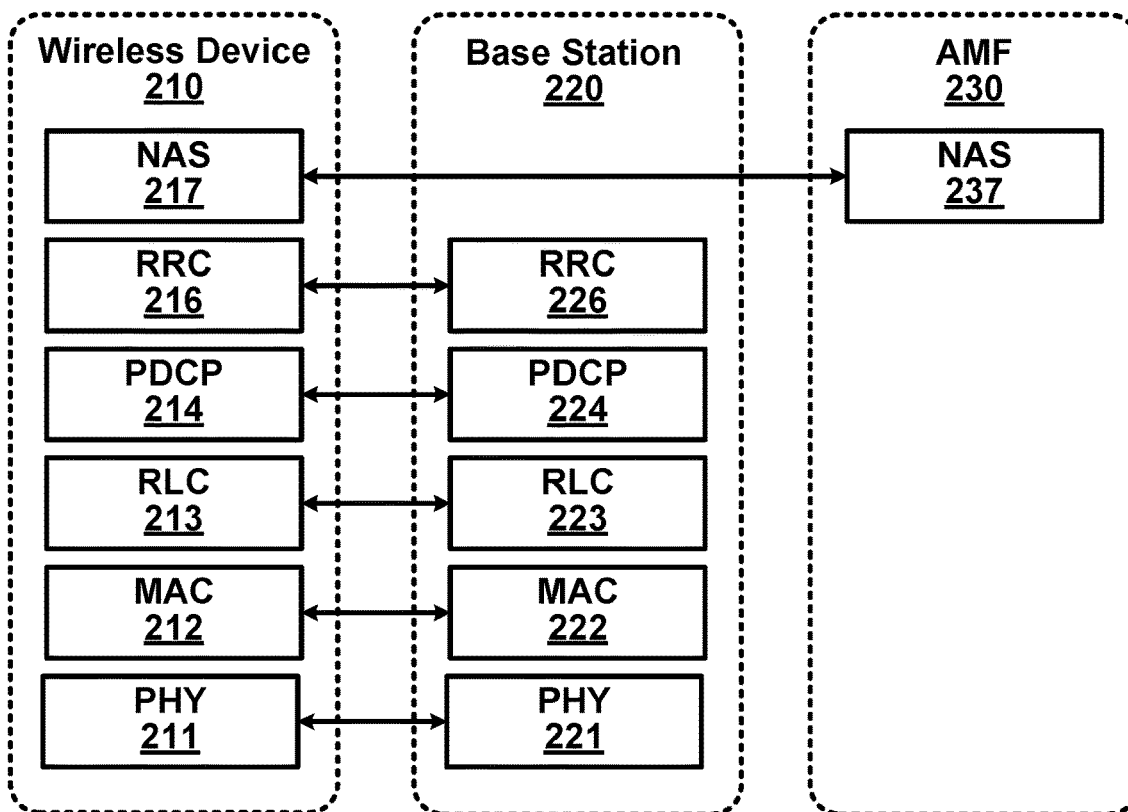 Wireless Device
210
Base Station
220
AMF
230
NAS
217
NAS
237
RRC
216
RRC
226
PDCP
214
PDCP
224
RLC
213
RLC
223
MAC
212
MAC
222
PHY
211
PHY
221